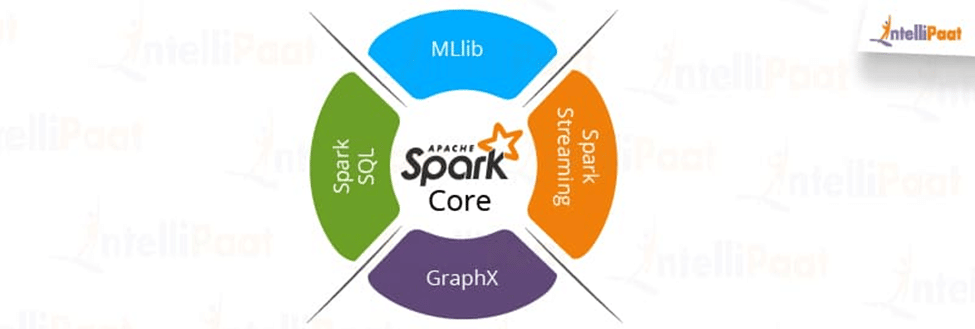 MLlib
IntelliPaat
Spark
SQL
APACHE
Spark
Core
Spark
Streaming
GraphX